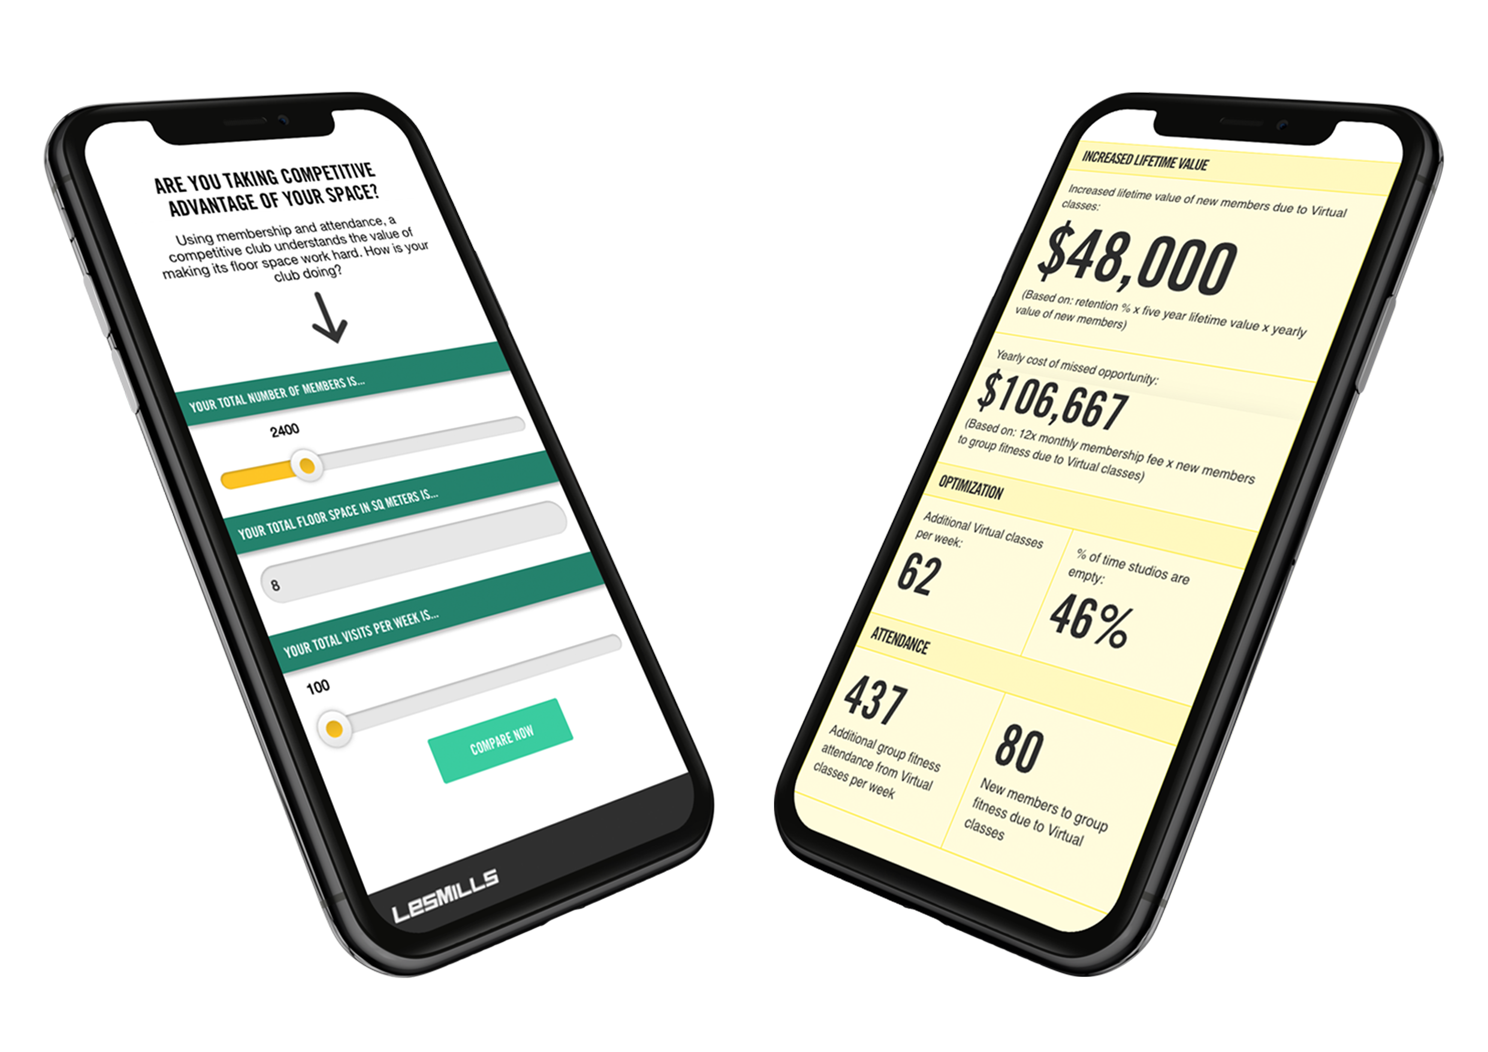 ARE YOU TAKING COMPETITIVE
ADVANTAGE OF YOUR SPACE?
Using membership and attendance, a
competitive club understands the value of
making its floor space work hard. How is your
club doing?
YOUR TOTAL NUMBER OF MEMBERS IS...
2400
YOUR TOTAL FLOOR SPACE IN SQ METERS IS...
8
YOUR TOTAL VISITS PER WEEK IS...
100
COMPARE NOW
LESMILLS
INCREASED LIFETIME VALUE
Increased lifetime value of new members due to Virtual
classes:
$48,000
(Based on: retention % x five year lifetime value x yearly
value of new members)
Yearly cost of missed opportunity:
$106,667
(Based on: 12x monthly membership fee x new members
to group fitness due to Virtual classes)
OPTIMIZATION
Additional Virtual classes
per week:
62
% of time studios are
empty:
46%
ATTENDANCE
437
Additional group fitness
attendance from Virtual
classes per week
80
New members to group
fitness due to Virtual
classes